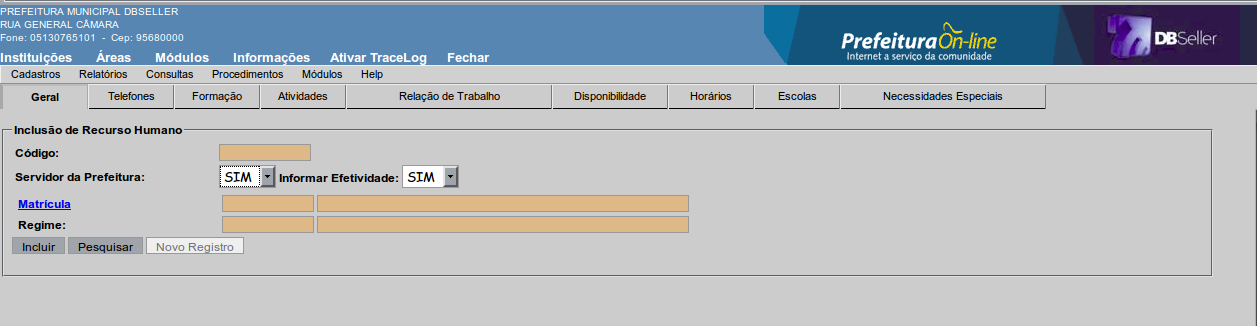 PREFEITURA MUNICIPAL DBSELLER
RUA GENERAL CÂMARA
Fone: 05130765101 - Cep: 95680000
Prefeitura On-line
Internet a serviço da comunidade
DBSeller
Instituições Áreas Módulos Informações Ativar TraceLog Fechar
Cadastros Relatórios Consultas Procedimentos Módulos Help
Geral Telefones Formação Atividades Relação de Trabalho Disponibilidade Horários Escolas Necessidades Especiais
Inclusão de Recurso Humano
Código:
Servidor da Prefeitura: SIM Informar Efetividade: SIM
Matrícula
Regime:
Incluir Pesquisar Novo Registro